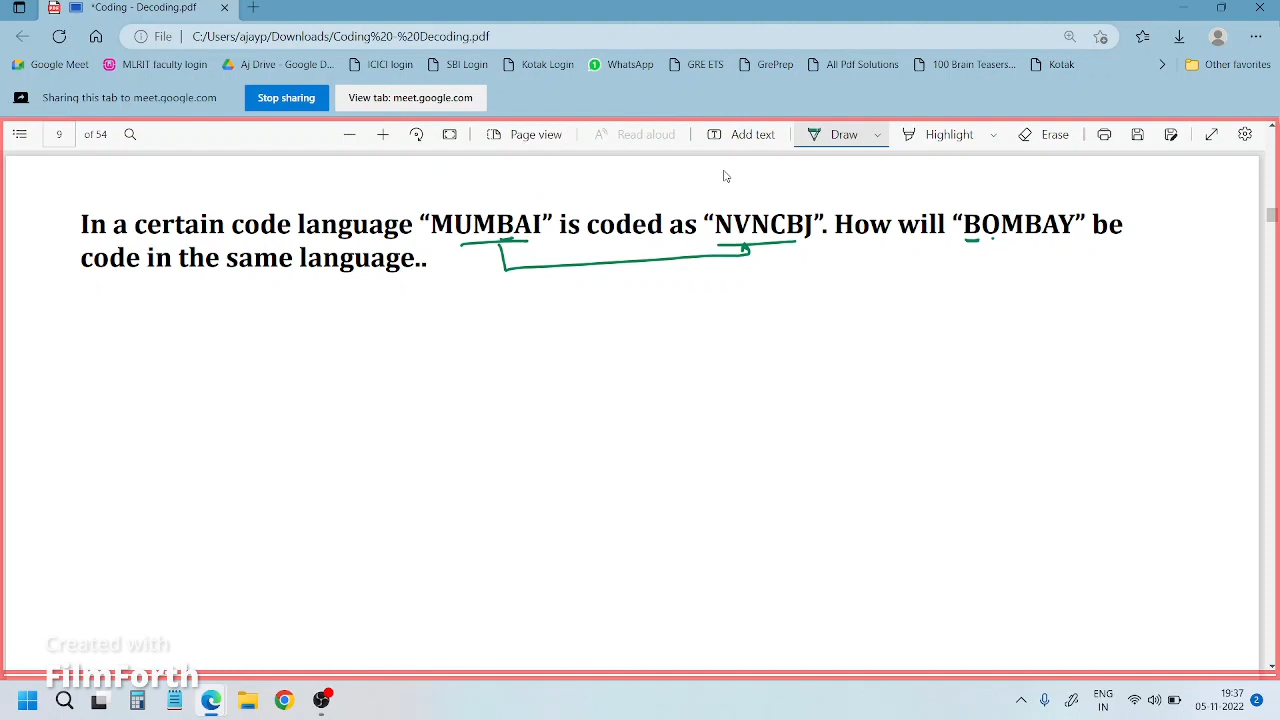 *Coding - Decoding.pdf
File C:/Users/ajayp/Downloads/Coding%20-%20Decoding.pdf
Google Meet MLRIT faculty login Aj Drive - Google D... ICICI login SBI Login Kotak Login WhatsApp GRE ETS GrePrep All Pdf Solutions 100 Brain Teasers... Kotak Other favorites
Sharing this tab to meet.google.com Stop sharing View tab: meet.google.com
9 of 54 Page view Read aloud Add text Draw Highlight Erase
In a certain code language “MUMBAI” is coded as “NVNCBJ”. How will “BOMBAY” be
code in the same language..
Created with
FilmForth
ENG 19:37
IN 05-11-2022 2